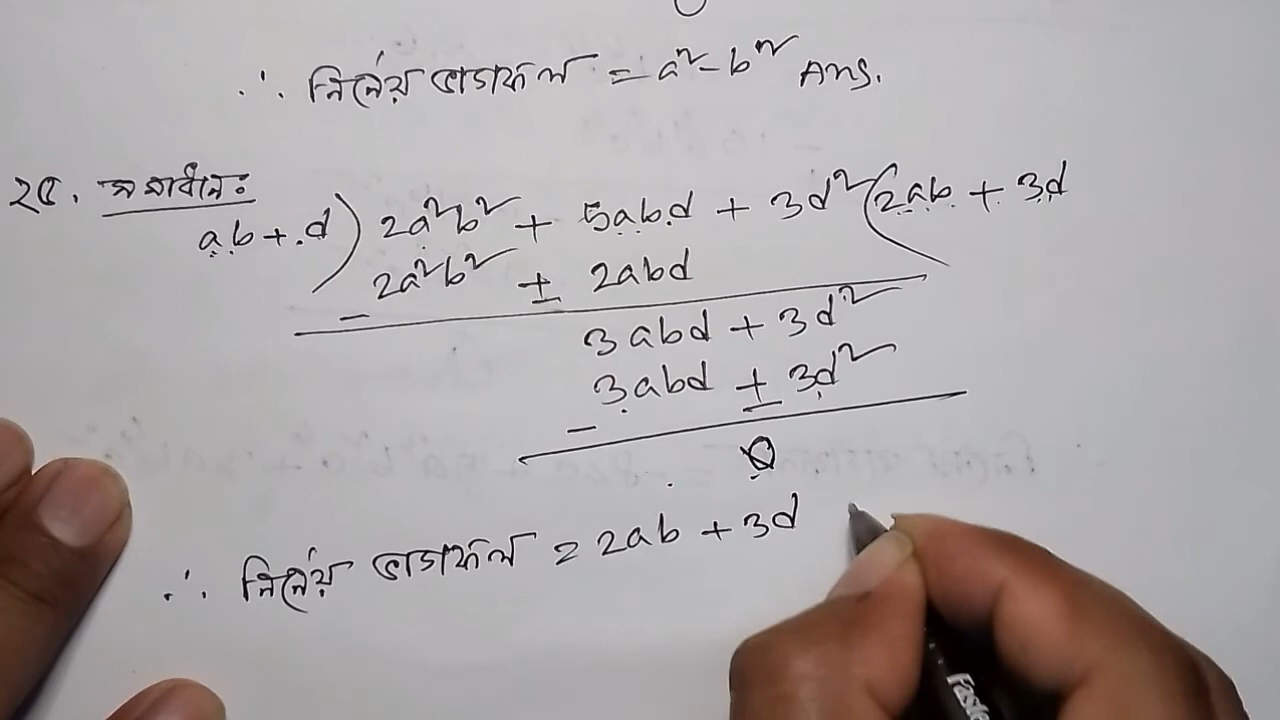 ∴ নির্ণেয় ভাগফল = a² - b² Ans.
২৫. সমাধান:
ab + d ) 2a²b² + 5abd + 3d² ( 2ab + 3d
2a²b² ± 2abd
−
3abd + 3d²
3abd ± 3d²
−
0
∴ নির্ণেয় ভাগফল = 2ab + 3d